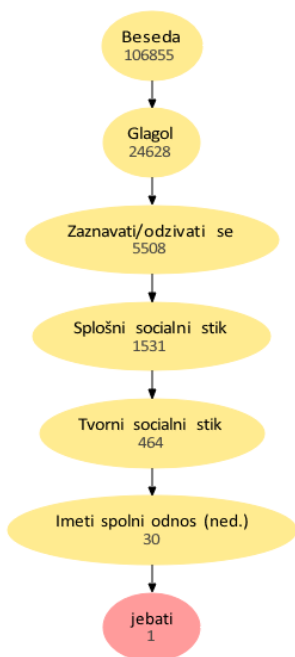 Beseda
106855
Glagol
24628
Zaznavati/odzivati se
5508
Splošni socialni stik
1531
Tvorni socialni stik
464
Imeti spolni odnos (ned.)
30
jebati
1